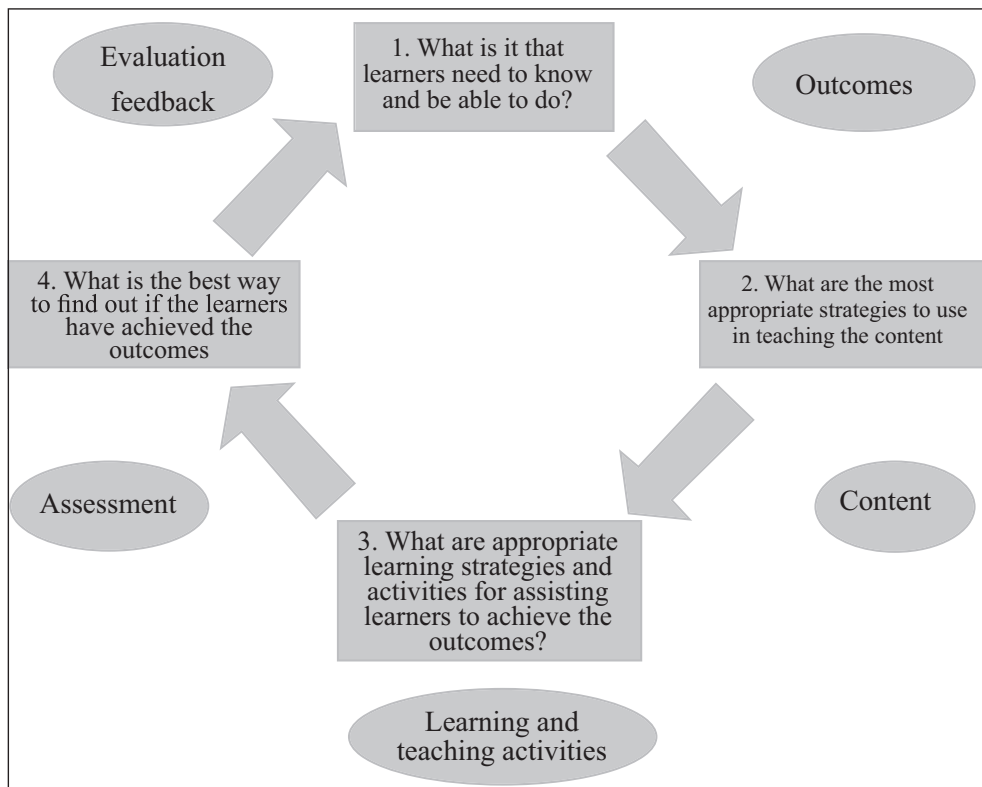 Evaluation
feedback
1. What is it that
learners need to know
and be able to do?
Outcomes
4. What is the best way
to find out if the learners
have achieved the
outcomes
2. What are the most
appropriate strategies to use
in teaching the content
Assessment
Content
3. What are appropriate
learning strategies and
activities for assisting
learners to achieve the
outcomes?
Learning and
teaching activities